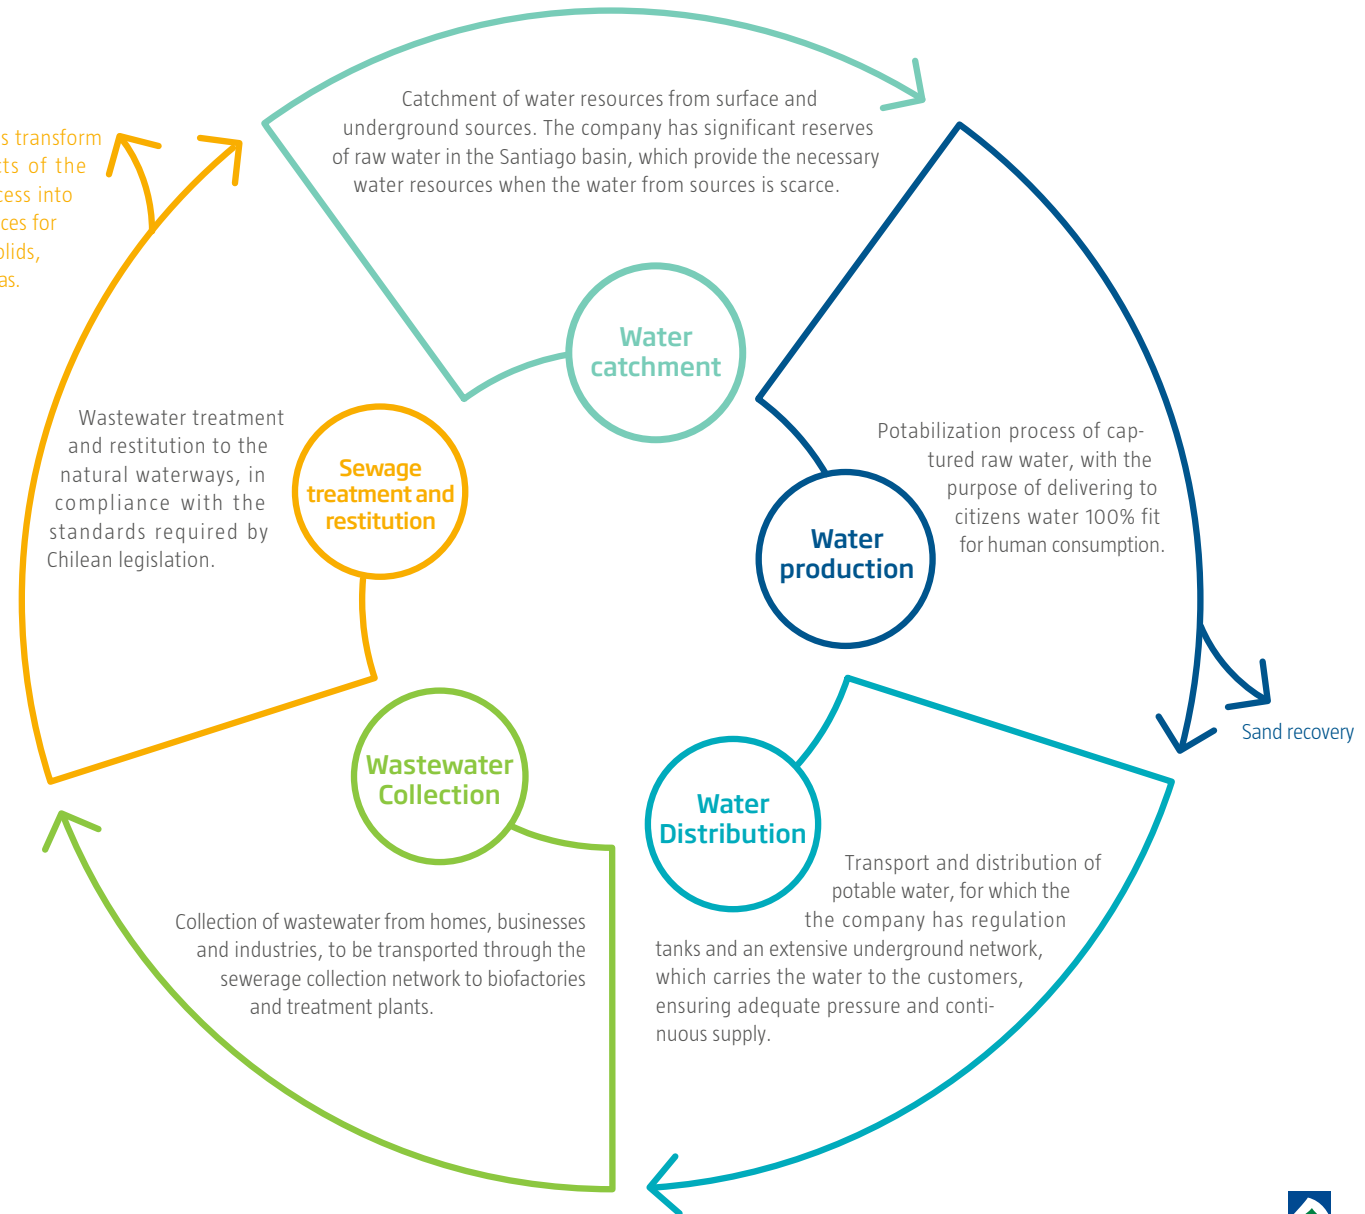 Catchment of water resources from surface and
underground sources. The company has significant reserves
of raw water in the Santiago basin, which provide the necessary
water resources when the water from sources is scarce.
Water
catchment
Potabilization process of cap-
tured raw water, with the
purpose of delivering to
citizens water 100% fit
for human consumption.
Water
production
Sand recovery
Water
Distribution
Transport and distribution of
potable water, for which the
the company has regulation
tanks and an extensive underground network,
which carries the water to the customers,
ensuring adequate pressure and conti-
nuous supply.
Wastewater
Collection
Collection of wastewater from homes, businesses
and industries, to be transported through the
sewerage collection network to biofactories
and treatment plants.
Sewage
treatment and
restitution
Wastewater treatment
and restitution to the
natural waterways, in
compliance with the
standards required by
Chilean legislation.
transform
of the
into
for